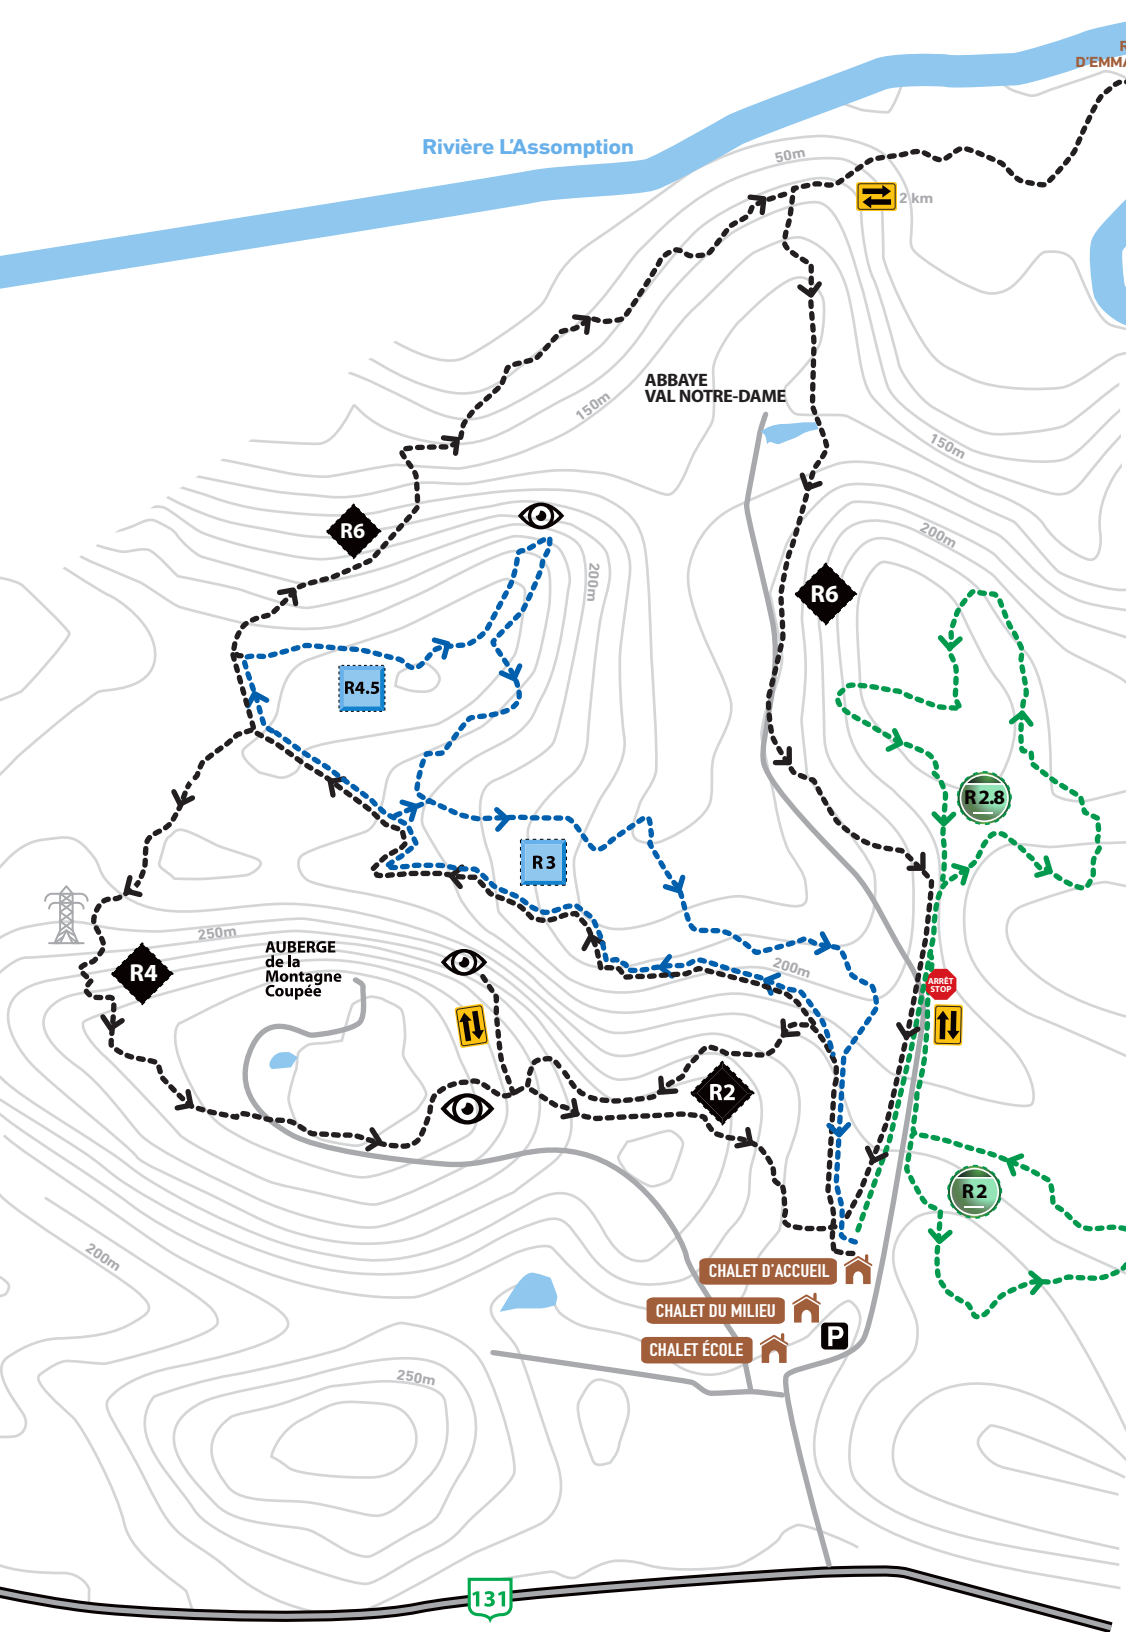 R
D'EMMA
Rivière L'Assomption
50m
2 km
ABBAYE
VAL NOTRE-DAME
150m
150m
R6
200m
200m
R6
R4.5
R2.8
R3
250m
AUBERGE
de la
Montagne
Coupée
R4
200m
ARRÊT
STOP
R2
R2
200m
CHALET D'ACCUEIL
CHALET DU MILIEU
P
CHALET ÉCOLE
250m
131